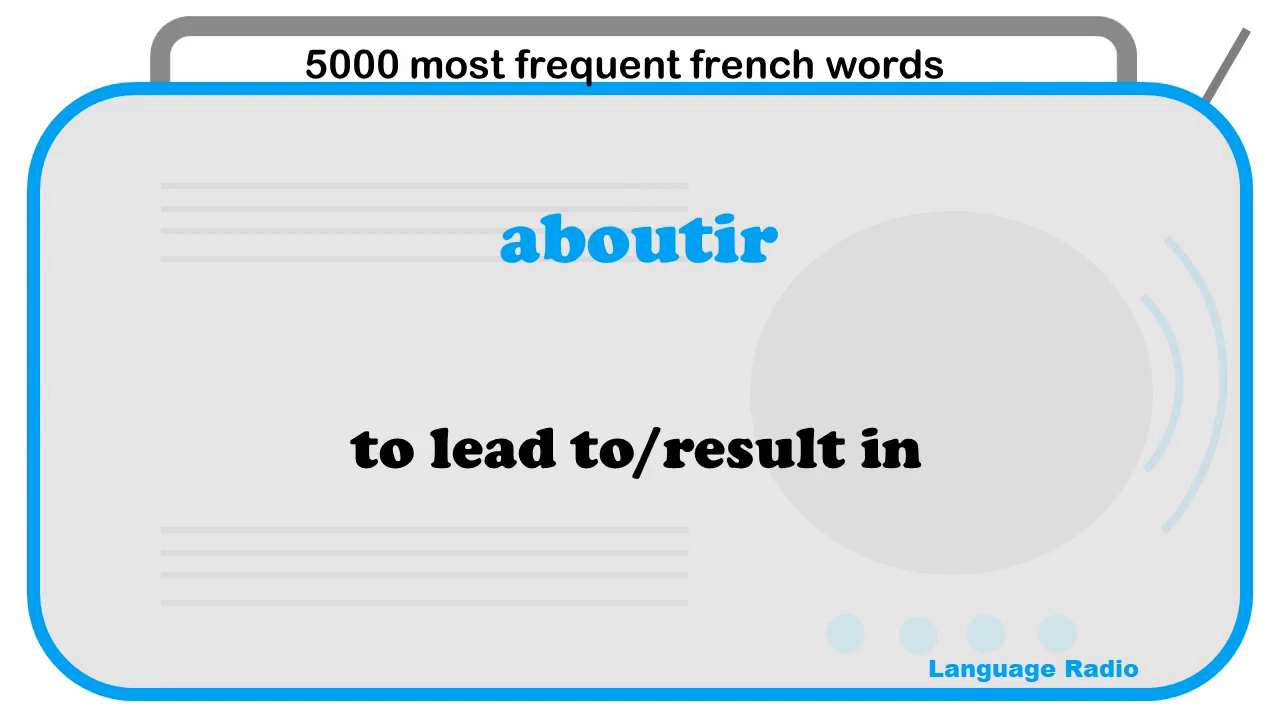 5000 most frequent french words
aboutir
to lead to/result in
Language Radio